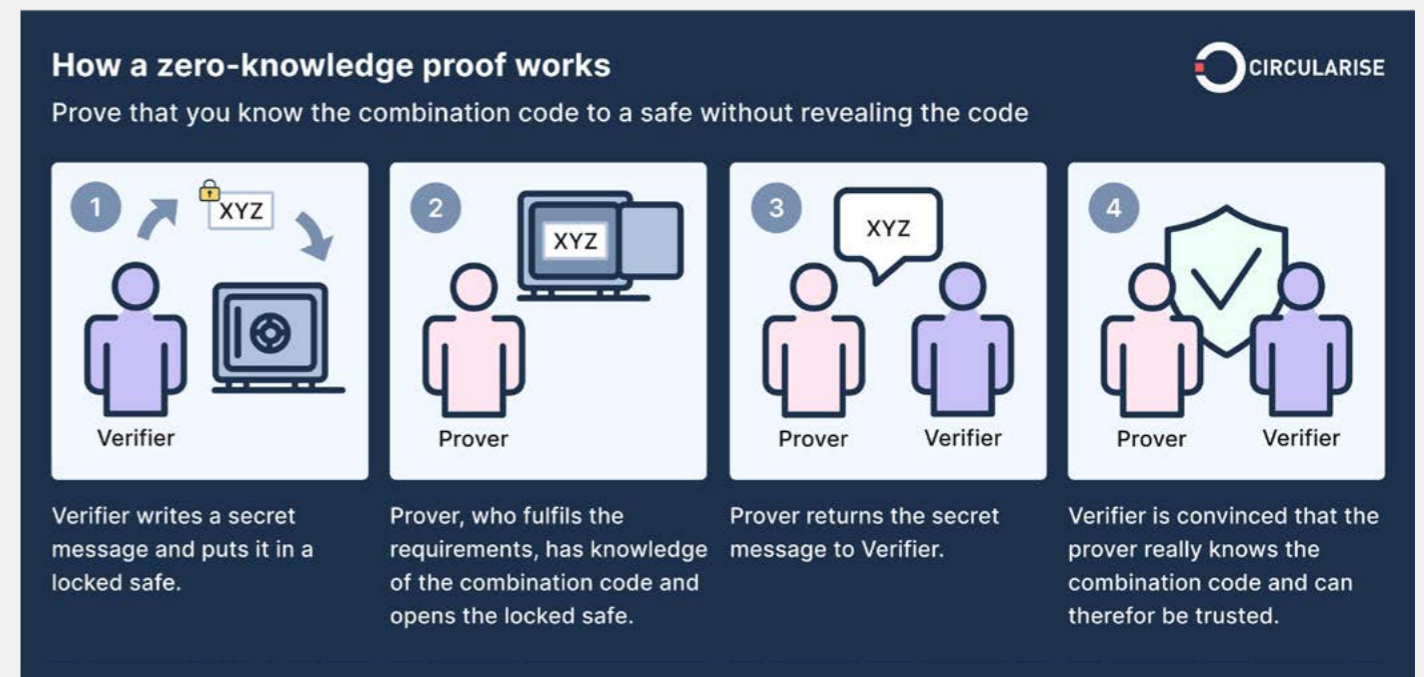 How a zero-knowledge proof works
CIRCULARISE
Prove that you know the combination code to a safe without revealing the code
1
XYZ
Verifier
2
XYZ
Prover
3
XYZ
Prover
Verifier
4
Prover
Verifier
Verifier writes a secret
message and puts it in a
locked safe.
Prover, who fulfils the
requirements, has knowledge
of the combination code and
opens the locked safe.
Prover returns the secret
message to Verifier.
Verifier is convinced that the
prover really knows the
combination code and can
therefor be trusted.